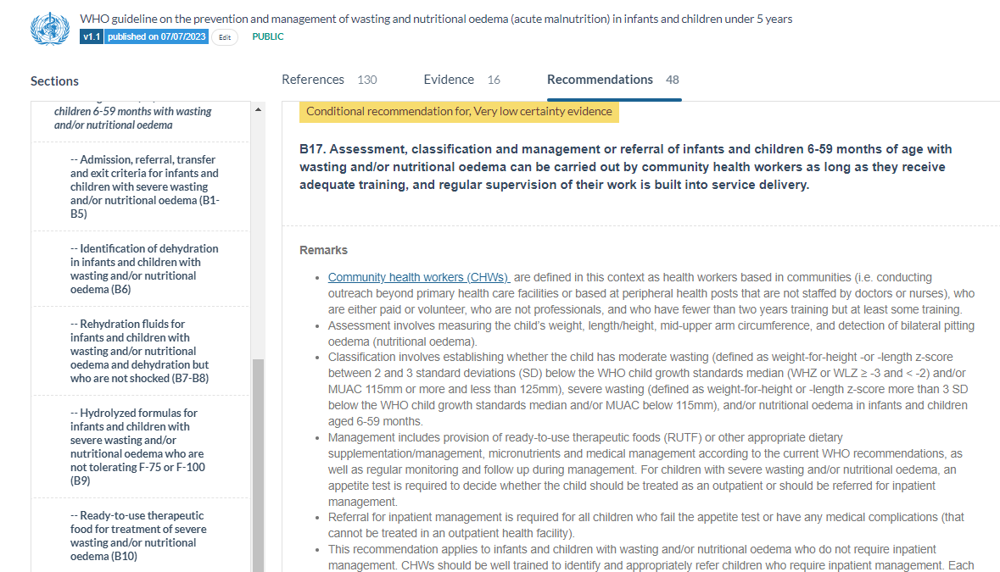 WHO guideline on the prevention and management of wasting and nutritional oedema (acute malnutrition) in infants and children under 5 years
v1.1 published on 07/07/2023 Edit PUBLIC
Sections
References 130 Evidence 16 Recommendations 48
children 6-59 months with wasting
and/or nutritional oedema
-- Admission, referral, transfer
and exit criteria for infants and
children with severe wasting
and/or nutritional oedema (B1-
B5)
-- Identification of dehydration
in infants and children with
wasting and/or nutritional
oedema (B6)
-- Rehydration fluids for
infants and children with
wasting and/or nutritional
oedema and dehydration but
who are not shocked (B7-B8)
-- Hydrolyzed formulas for
infants and children with
severe wasting and/or
nutritional oedema who are
not tolerating F-75 or F-100
(B9)
-- Ready-to-use therapeutic
food for treatment of severe
wasting and/or nutritional
oedema (B10)
Conditional recommendation for, Very low certainty evidence
B17. Assessment, classification and management or referral of infants and children 6-59 months of age with
wasting and/or nutritional oedema can be carried out by community health workers as long as they receive
adequate training, and regular supervision of their work is built into service delivery.
Remarks
• Community health workers (CHWs) are defined in this context as health workers based in communities (i.e. conducting
outreach beyond primary health care facilities or based at peripheral health posts that are not staffed by doctors or nurses), who
are either paid or volunteer, who are not professionals, and who have fewer than two years training but at least some training.
• Assessment involves measuring the child's weight, length/height, mid-upper arm circumference, and detection of bilateral pitting
oedema (nutritional oedema).
• Classification involves establishing whether the child has moderate wasting (defined as weight-for-height -or -length z-score
between 2 and 3 standard deviations (SD) below the WHO child growth standards median (WHZ or WLZ ≥ -3 and < -2) and/or
MUAC 115mm or more and less than 125mm), severe wasting (defined as weight-for-height or -length z-score more than 3 SD
below the WHO child growth standards median and/or MUAC below 115mm), and/or nutritional oedema in infants and children
aged 6-59 months.
• Management includes provision of ready-to-use therapeutic foods (RUTF) or other appropriate dietary
supplementation/management, micronutrients and medical management according to the current WHO recommendations, as
well as regular monitoring and follow up during management. For children with severe wasting and/or nutritional oedema, an
appetite test is required to decide whether the child should be treated as an outpatient or should be referred for inpatient
management.
• Referral for inpatient management is required for all children who fail the appetite test or have any medical complications (that
cannot be treated in an outpatient health facility).
• This recommendation applies to infants and children with wasting and/or nutritional oedema who do not require inpatient
management. CHWs should be well trained to identify and appropriately refer children who require inpatient management. Each